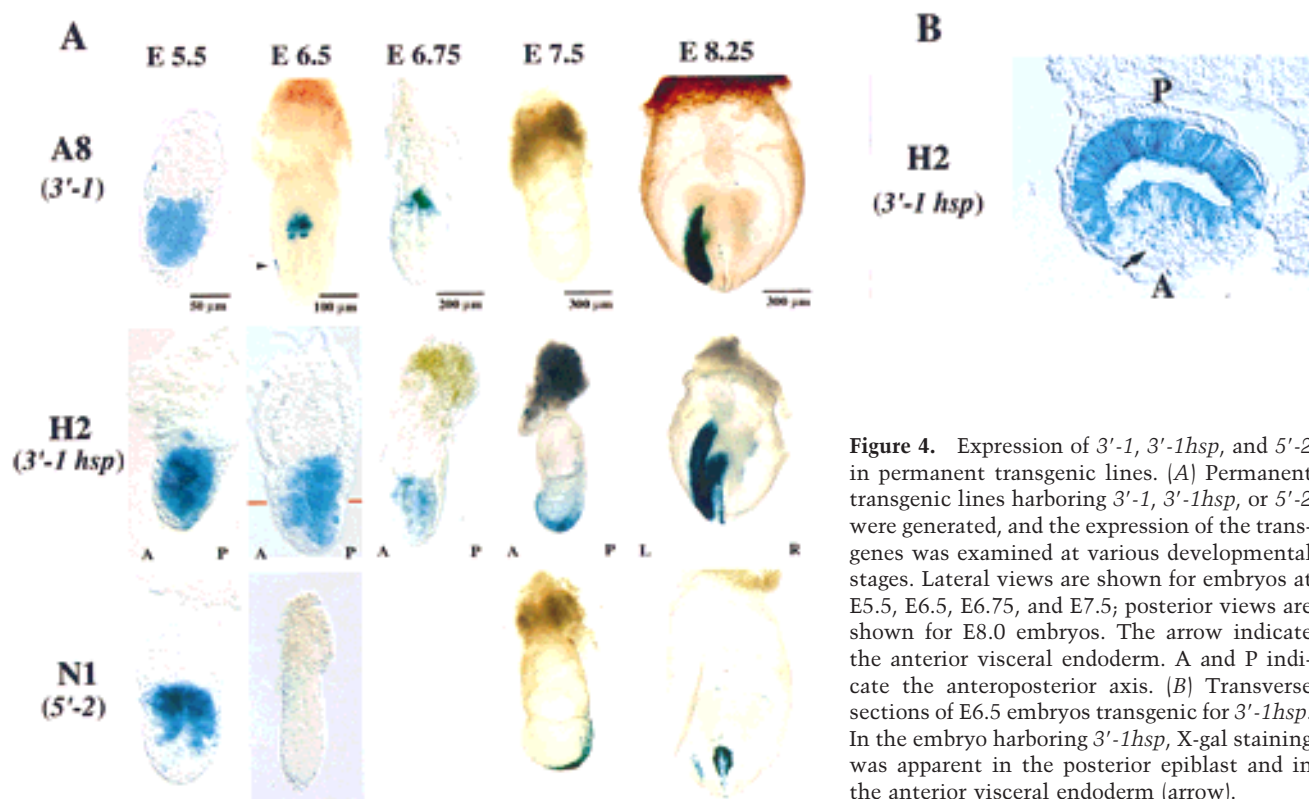 A
B
E 5.5
E 6.5
E 6.75
E 7.5
E 8.25
A8
(3'-1)
50 µm
100 µm
200 µm
300 µm
300 µm
H2
(3'-1 hsp)
P
A
H2
(3'-1 hsp)
A P
A P
A P
A P
L R
N1
(5'-2)
Figure 4. Expression of 3'-1, 3'-1hsp, and 5'-2
in permanent transgenic lines. (A) Permanent
transgenic lines harboring 3'-1, 3'-1hsp, or 5'-2
were generated, and the expression of the trans-
genes was examined at various developmental
stages. Lateral views are shown for embryos at
E5.5, E6.5, E6.75, and E7.5; posterior views are
shown for E8.0 embryos. The arrow indicate
the anterior visceral endoderm. A and P indi-
cate the anteroposterior axis. (B) Transverse
sections of E6.5 embryos transgenic for 3'-1hsp.
In the embryo harboring 3'-1hsp, X-gal staining
was apparent in the posterior epiblast and in
the anterior visceral endoderm (arrow).